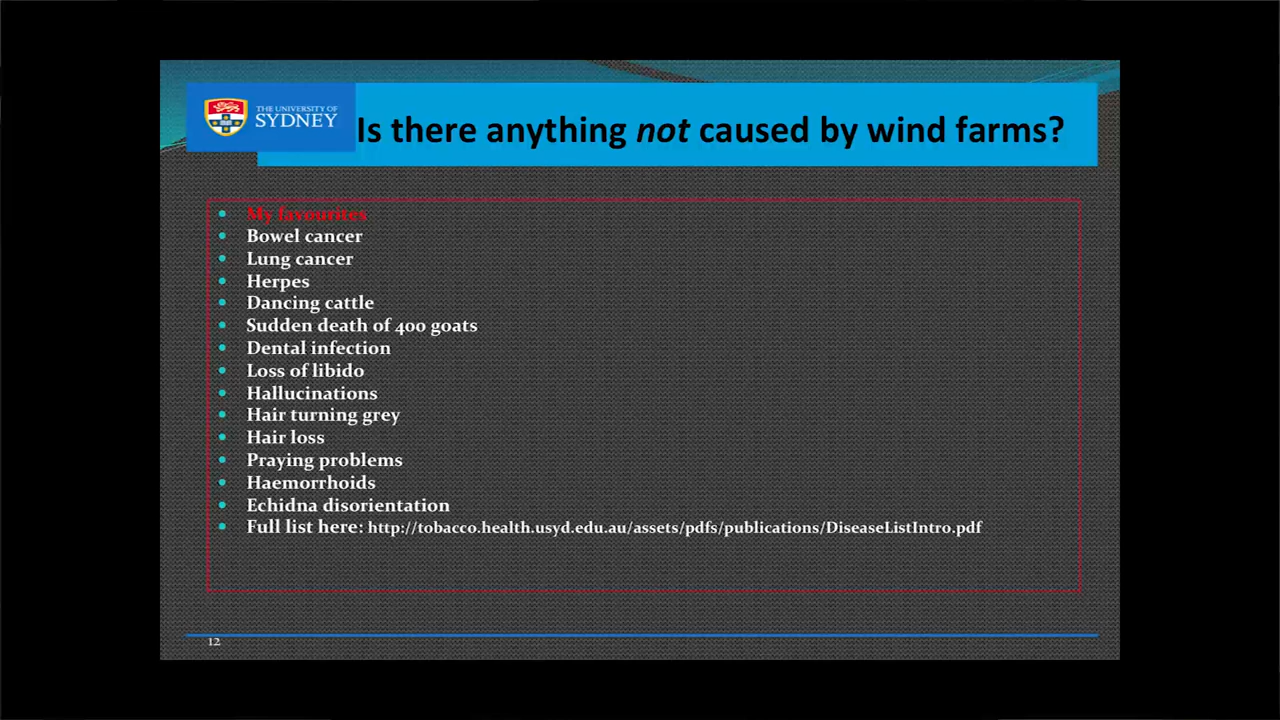 THE UNIVERSITY OF
SYDNEY
Is there anything not caused by wind farms?
My favourites
Bowel cancer
Lung cancer
Herpes
Dancing cattle
Sudden death of 400 goats
Dental infection
Loss of libido
Hallucinations
Hair turning grey
Hair loss
Praying problems
Haemorrhoids
Echidna disorientation
Full list here: http://tobacco.health.usyd.edu.au/assets/pdfs/publications/DiseaseListIntro.pdf
12